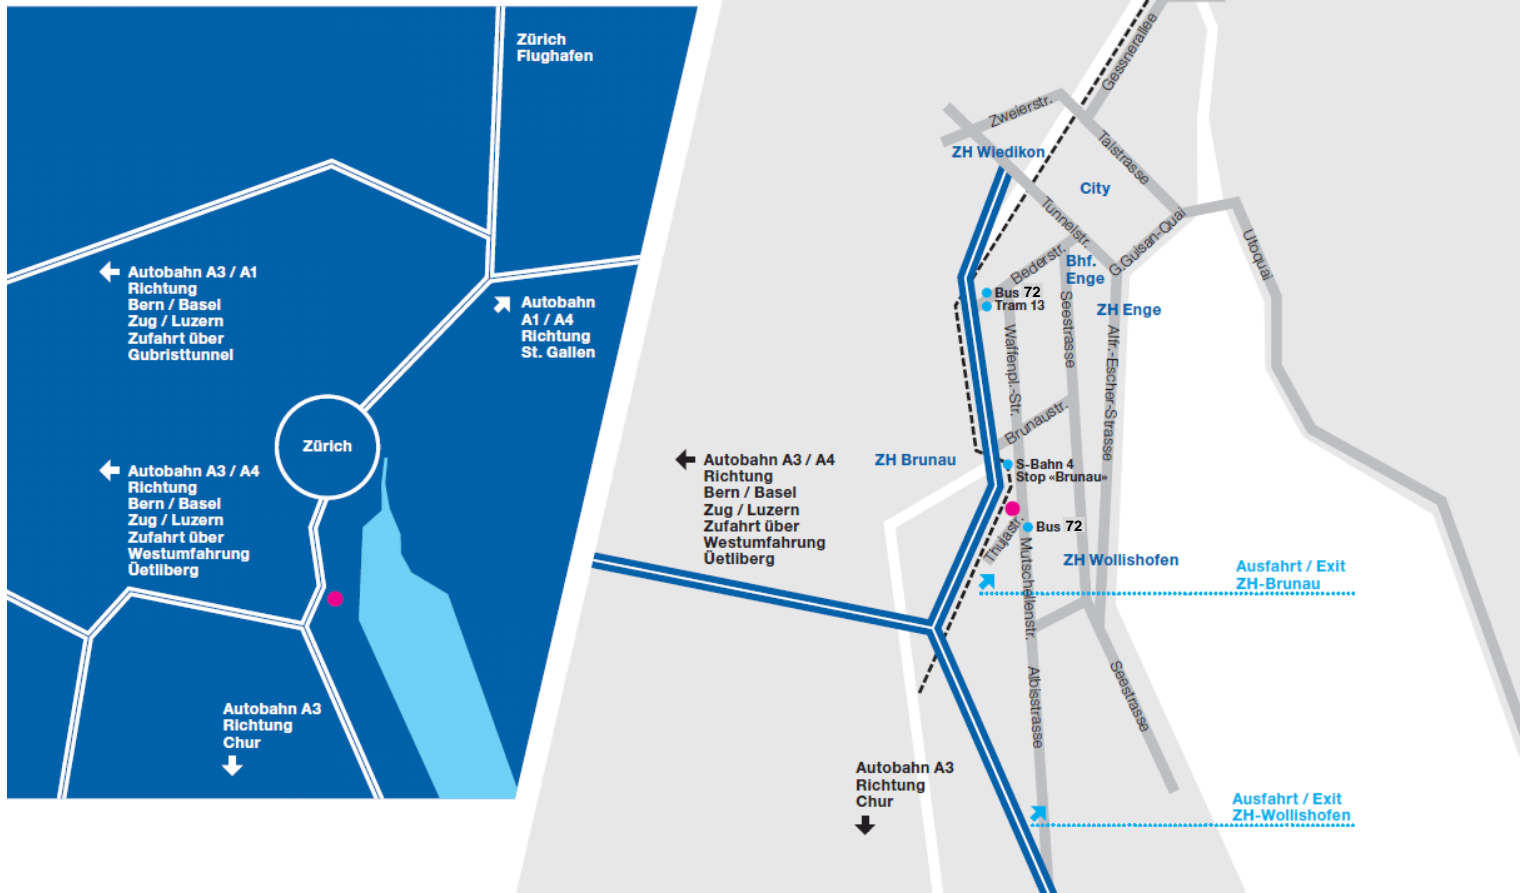 Zürich
Flughafen
Autobahn A3 / A1
Richtung
Bern / Basel
Zug / Luzern
Zufahrt über
Gubristtunnel
Autobahn
A1 / A4
Richtung
St. Gallen
Zürich
Autobahn A3 / A4
Richtung
Bern / Basel
Zug / Luzern
Zufahrt über
Westumfahrung
Üetliberg
Autobahn A3
Richtung
Chur
Gessnerallee
Zweierstr.
Talstrasse
ZH Wiedikon
City
Tunnelstr.
G.Guisan-Quai
Utoquai
Bederstr.
Bhf.
Enge
Bus 72
Tram 13
Seestrasse
ZH Enge
Waffenpl.-Str.
Alfr.-Escher-Strasse
Brunaustr.
Autobahn A3 / A4
Richtung
Bern / Basel
Zug / Luzern
Zufahrt über
Westumfahrung
Üetliberg
ZH Brunau
S-Bahn 4
Stop «Brunau»
Bus 72
Thujastr.
Mutschellenstr.
ZH Wollishofen
Ausfahrt / Exit
ZH-Brunau
Albisstrasse
Seestrasse
Autobahn A3
Richtung
Chur
Ausfahrt / Exit
ZH-Wollishofen